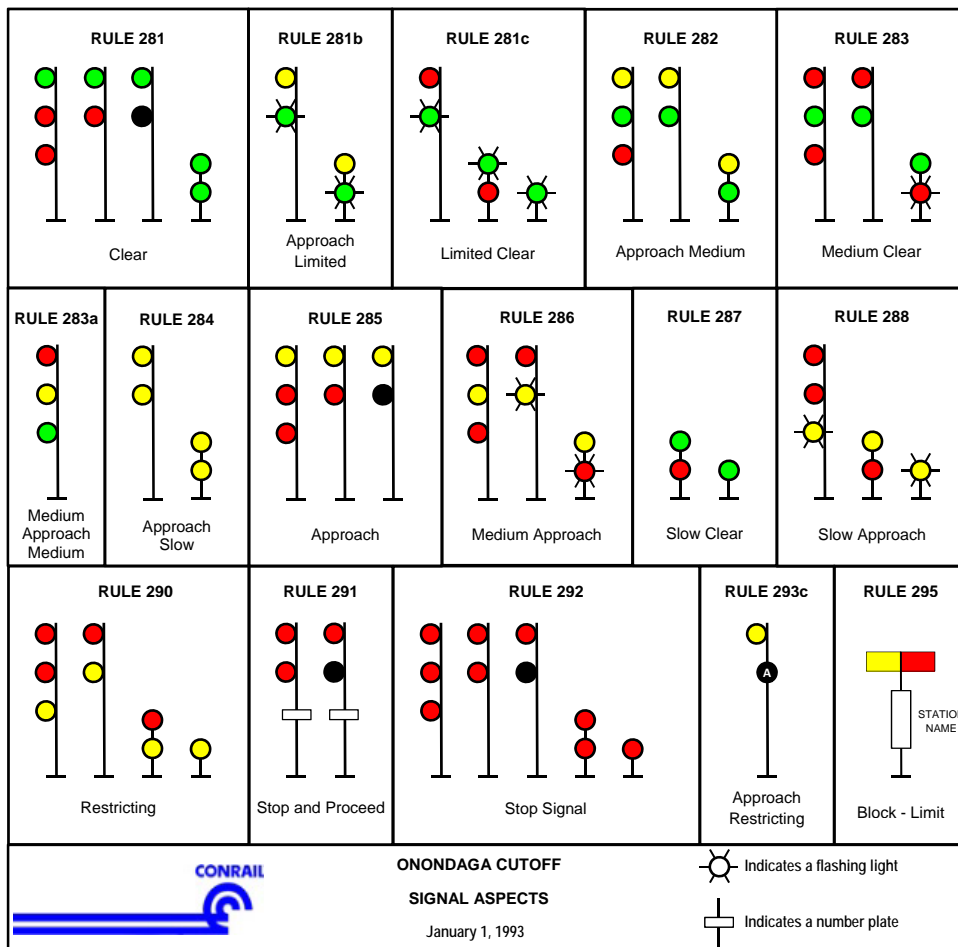 RULE 281
RULE 281b
RULE 281c
RULE 282
RULE 283
Clear
Approach
Limited
Limited Clear
Approach Medium
Medium Clear
RULE 283a
RULE 284
RULE 285
RULE 286
RULE 287
RULE 288
Medium
Approach
Medium
Approach
Slow
Approach
Medium Approach
Slow Clear
Slow Approach
RULE 290
RULE 291
RULE 292
RULE 293c
RULE 295
A
STATION
NAME
Restricting
Stop and Proceed
Stop Signal
Approach
Restricting
Block - Limit
CONRAIL
ONONDAGA CUTOFF
SIGNAL ASPECTS
January 1, 1993
Indicates a flashing light
Indicates a number plate